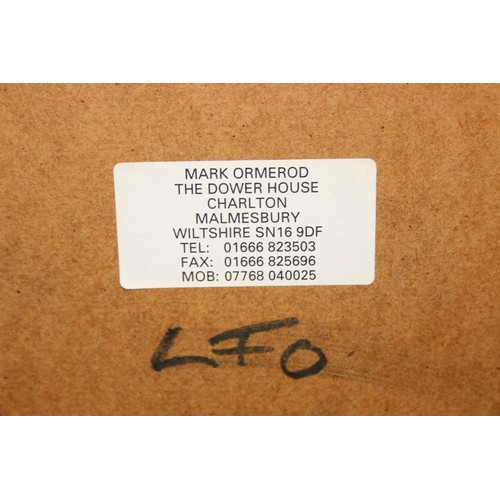 MARK ORMEROD
THE DOWER HOUSE
CHARLTON
MALMESBURY
WILTSHIRE SN16 9DF
TEL: 01666 823503
FAX: 01666 825696
MOB: 07768 040025
LFO